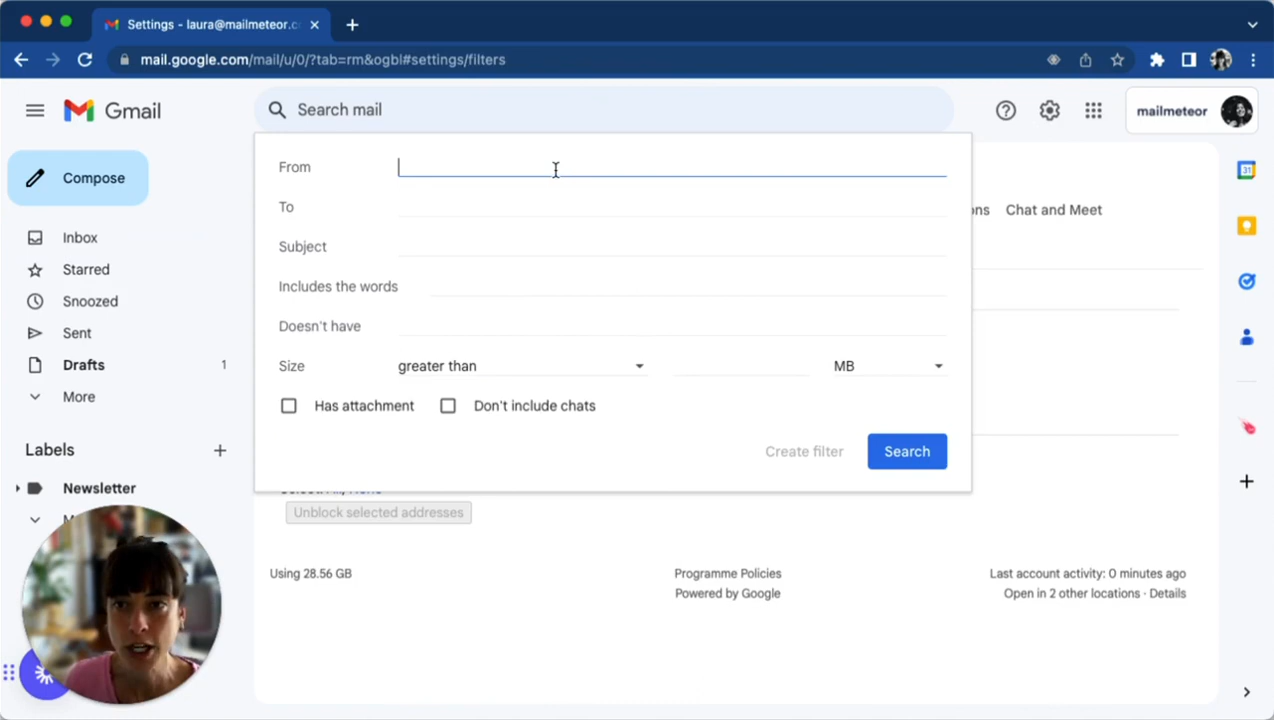 Settings - laura@mailmeteor.c
mail.google.com/mail/u/0/?tab=rm&ogbl#settings/filters
Gmail
Search mail
mailmeteor
Compose
Inbox
Starred
Snoozed
Sent
Drafts 1
More
Labels
Newsletter
From
To
Subject
Includes the words
Doesn't have
Size greater than MB
Has attachment Don't include chats
Create filter Search
ns Chat and Meet
Unblock selected addresses
Using 28.56 GB
Programme Policies
Powered by Google
Last account activity: 0 minutes ago
Open in 2 other locations · Details
31